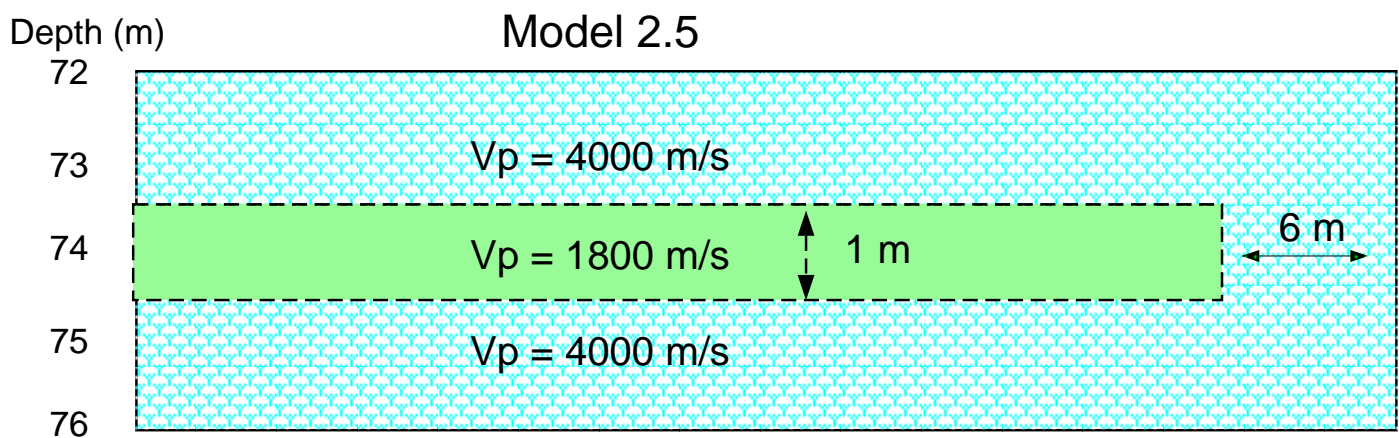 Depth (m)
Model 2.5
72
73
Vp = 4000 m/s
74
Vp = 1800 m/s
1 m
6 m
75
Vp = 4000 m/s
76